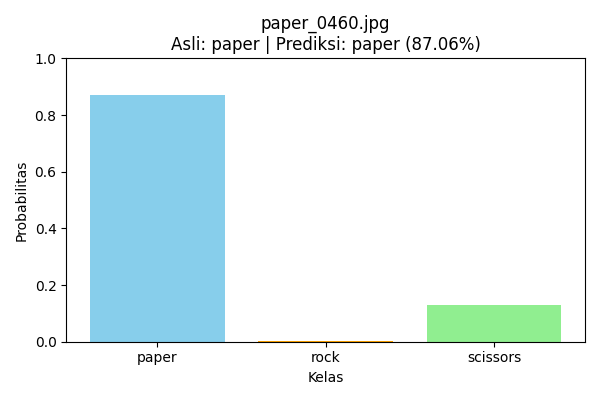 paper_0460.jpg
Asli: paper | Prediksi: paper (87.06%)
1.0
0.8
0.6
0.4
0.2
0.0
Probabilitas
paper rock scissors
Kelas